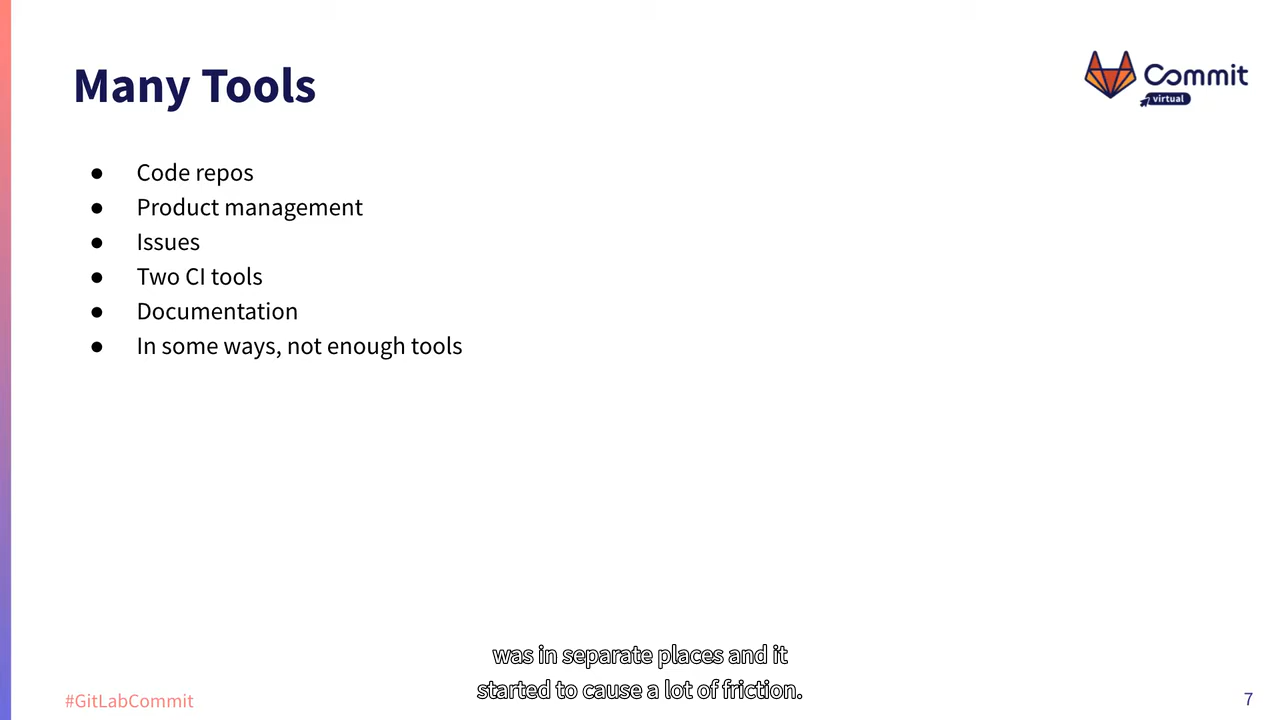 Many Tools
Commit
virtual
● Code repos
● Product management
● Issues
● Two CI tools
● Documentation
● In some ways, not enough tools
was in separate places and it
started to cause a lot of friction.
#GitLabCommit
7